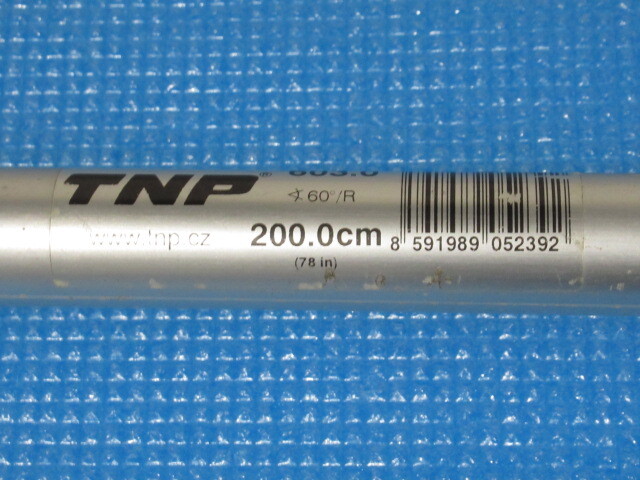 TNP®
∢ 60°/R
www.tnp.cz
200.0cm
(78 in)
8 591989 052392